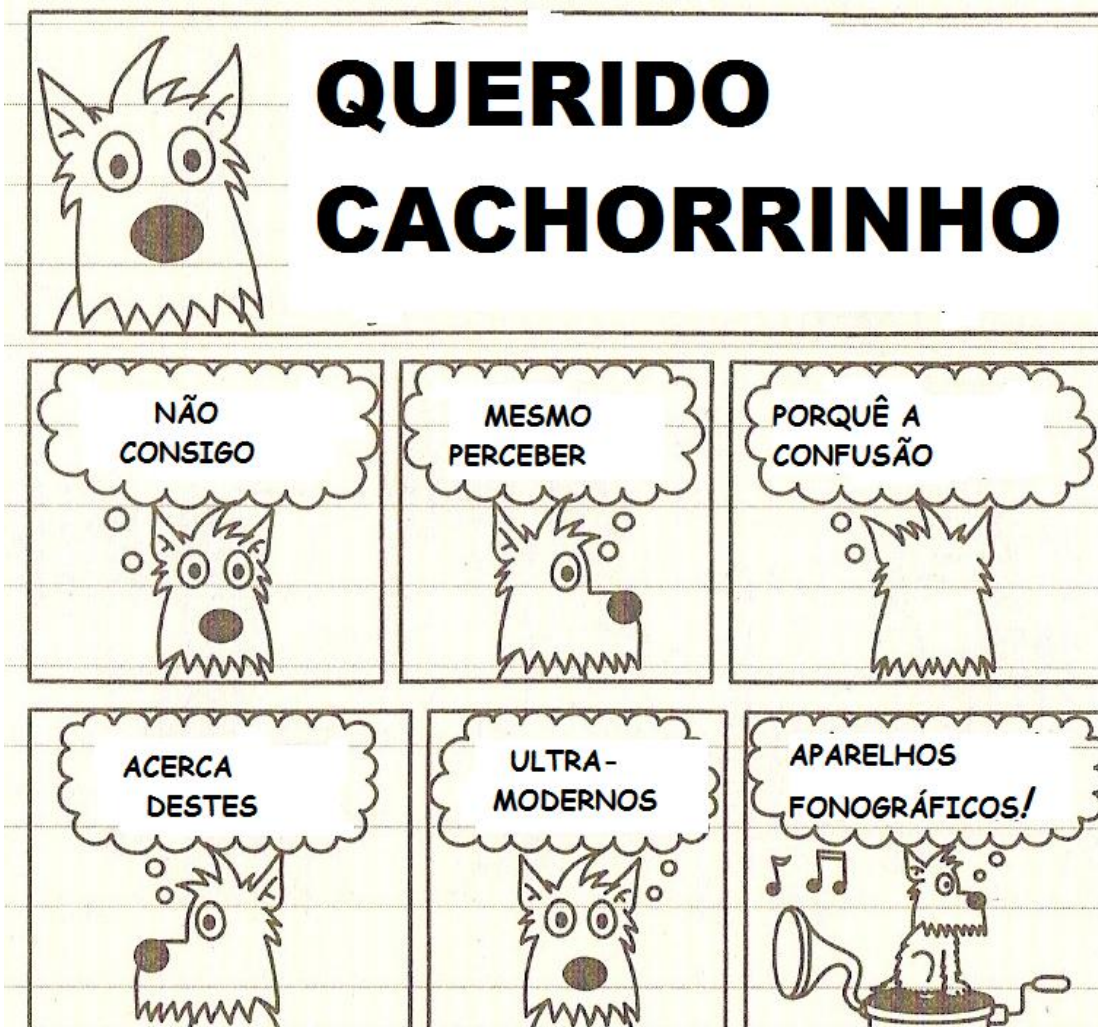 QUERIDO
CACHORRINHO
NÃO
CONSIGO
MESMO
PERCEBER
PORQUÊ A
CONFUSÃO
ACERCA
DESTES
ULTRA-
MODERNOS
APARELHOS
FONOGRÁFICOS!